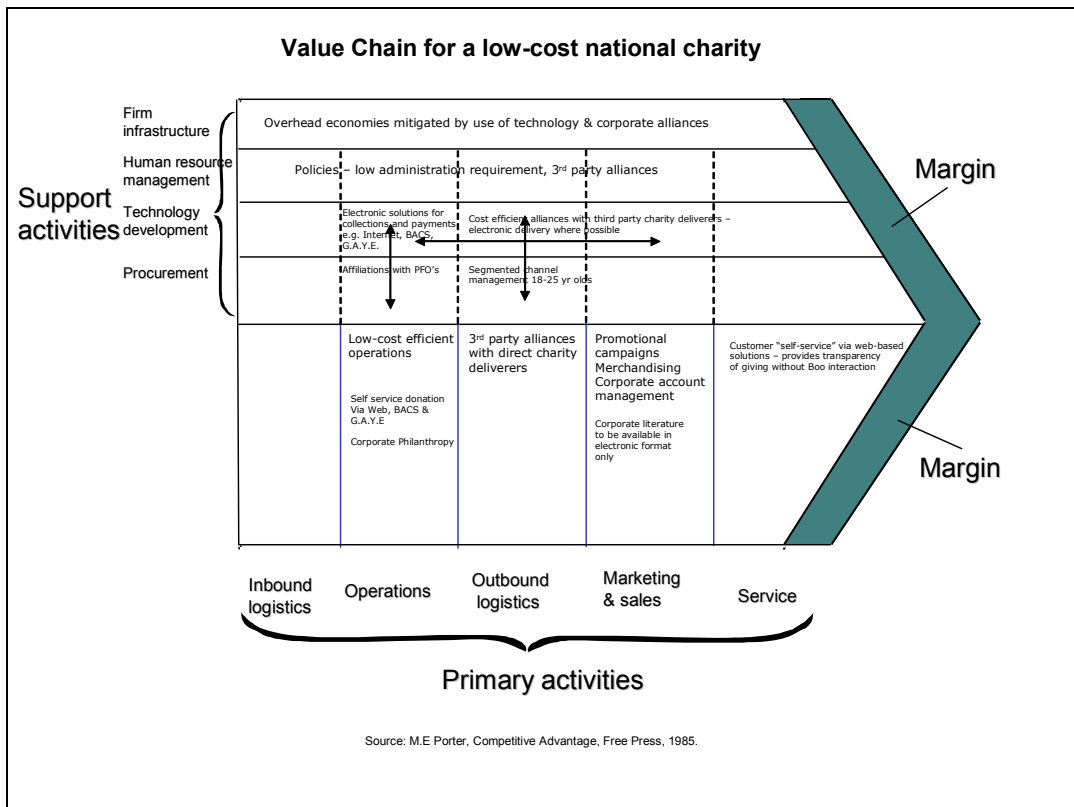 Value Chain for a low-cost national charity
Firm
infrastructure
Overhead economies mitigated by use of technology & corporate alliances
Human resource
management
Policies – low administration requirement, 3rd party alliances
Support
activities
Technology
development
Electronic solutions for
collections and payments
e.g. Internet, BACS,
G.A.Y.E.
Cost efficient alliances with third party charity deliverers –
electronic delivery where possible
Procurement
Affiliations with PFO's
Segmented channel
management 18-25 yr olds
Margin
Low-cost efficient
operations
Self service donation
Via Web, BACS &
G.A.Y.E
Corporate Philanthropy
3rd party alliances
with direct charity
deliverers
Promotional
campaigns
Merchandising
Corporate account
management
Corporate literature
to be available in
electronic format
only
Customer “self-service” via web-based
solutions – provides transparency
of giving without Boo interaction
Margin
Inbound
logistics
Operations
Outbound
logistics
Marketing
& sales
Service
Primary activities
Source: M.E Porter, Competitive Advantage, Free Press, 1985.